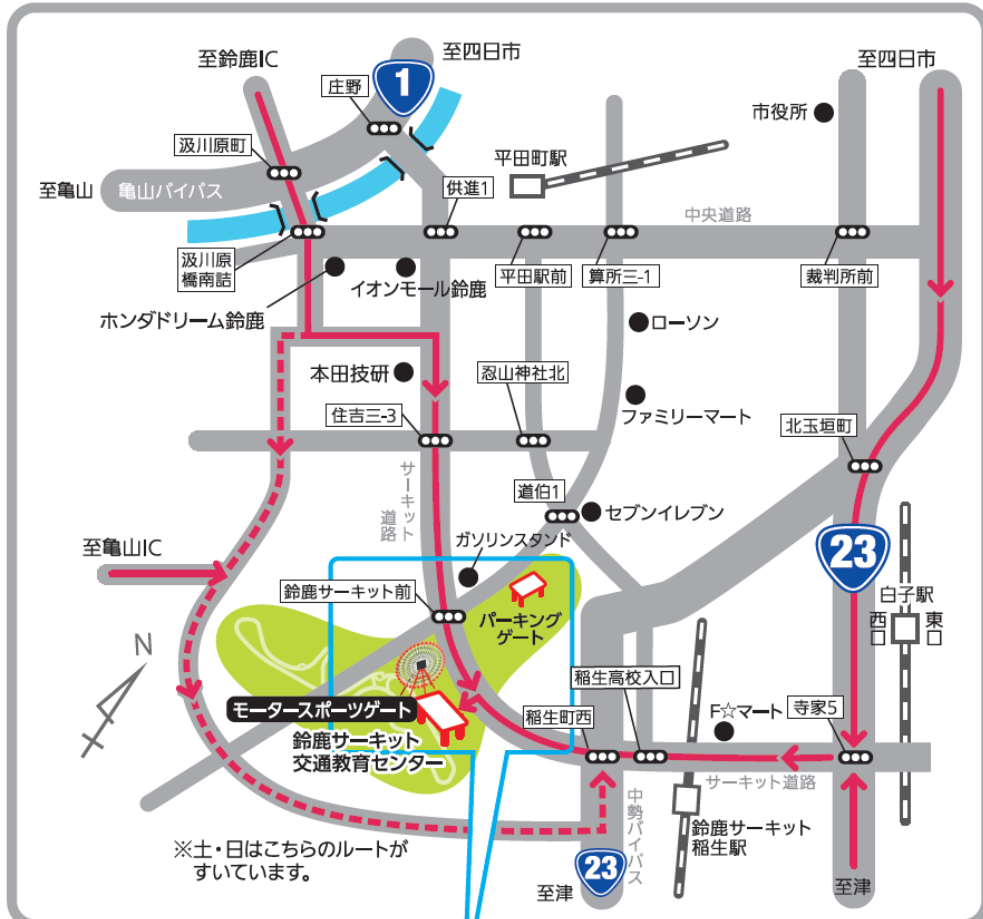 至鈴鹿IC
至四日市
至四日市
1
庄野
市役所
汲川原町
平田町駅
至亀山
亀山バイパス
供進1
中央道路
汲川原
橋南詰
平田駅前
算所三-1
裁判所前
イオンモール鈴鹿
ホンダドリーム鈴鹿
ローソン
本田技研
忍山神社北
ファミリーマート
住吉三-3
北玉垣町
サーキット
道路
道伯1
セブンイレブン
ガソリンスタンド
至亀山IC
23
鈴鹿サーキット前
白子駅
西口
東口
パーキング
ゲート
N
稲生高校入口
モータースポーツゲート
稲生町西
F☆マート
寺家5
鈴鹿サーキット
交通教育センター
サーキット道路
中勢バイパス
鈴鹿サーキット
稲生駅
※土・日はこちらのルートが
すいています。
23
至津
至津